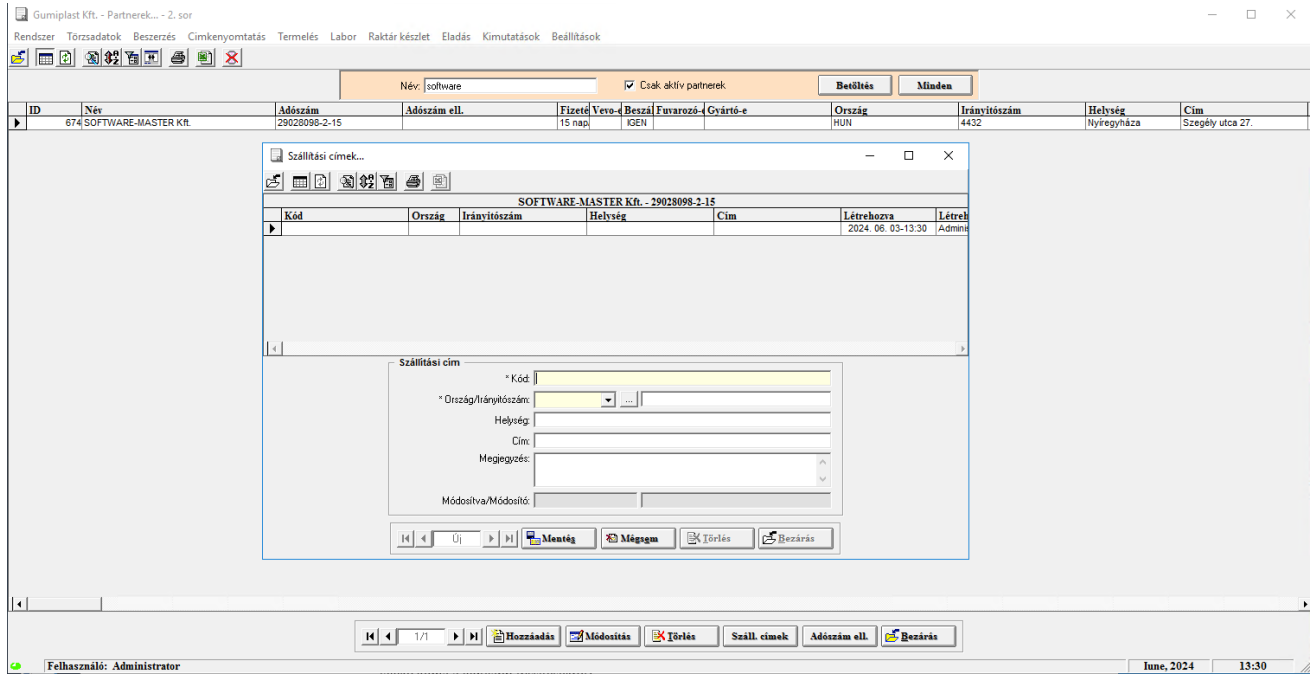 Gumiplast Kft. - Partnerek... - 2. sor
Rendszer Törzsadatok Beszerzés Cimkenyomtatás Termelés Labor Raktár készlet Eladás Kimutatások Beállítások
Név: software Csak aktív partnerek Betöltés Minden
ID Név Adószám Adószám ell. Fizeté Vevo-e Beszál Fuvarozó-e Gyártó-e Ország Irányítószám Helység Cím
674 SOFTWARE-MASTER Kft. 29028098-2-15 15 nap. IGEN HUN 4432 Nyíregyháza Szegély utca 27.
Szállítási címek...
SOFTWARE-MASTER Kft. - 29028098-2-15
Kód Ország Irányítószám Helység Cím Létrehozva Létreh
2024. 06. 03-13:30 Adminis
Szállítási cím
* Kód:
* Ország/Irányítószám: ...
Helység:
Cím:
Megjegyzés:
Módosítva/Módosító:
Új Mentés Mégsem Törlés Bezárás
1/1 Hozzáadás Módosítás Törlés Száll. címek Adószám ell. Bezárás
Felhasználó: Administrator Iune, 2024 13:30